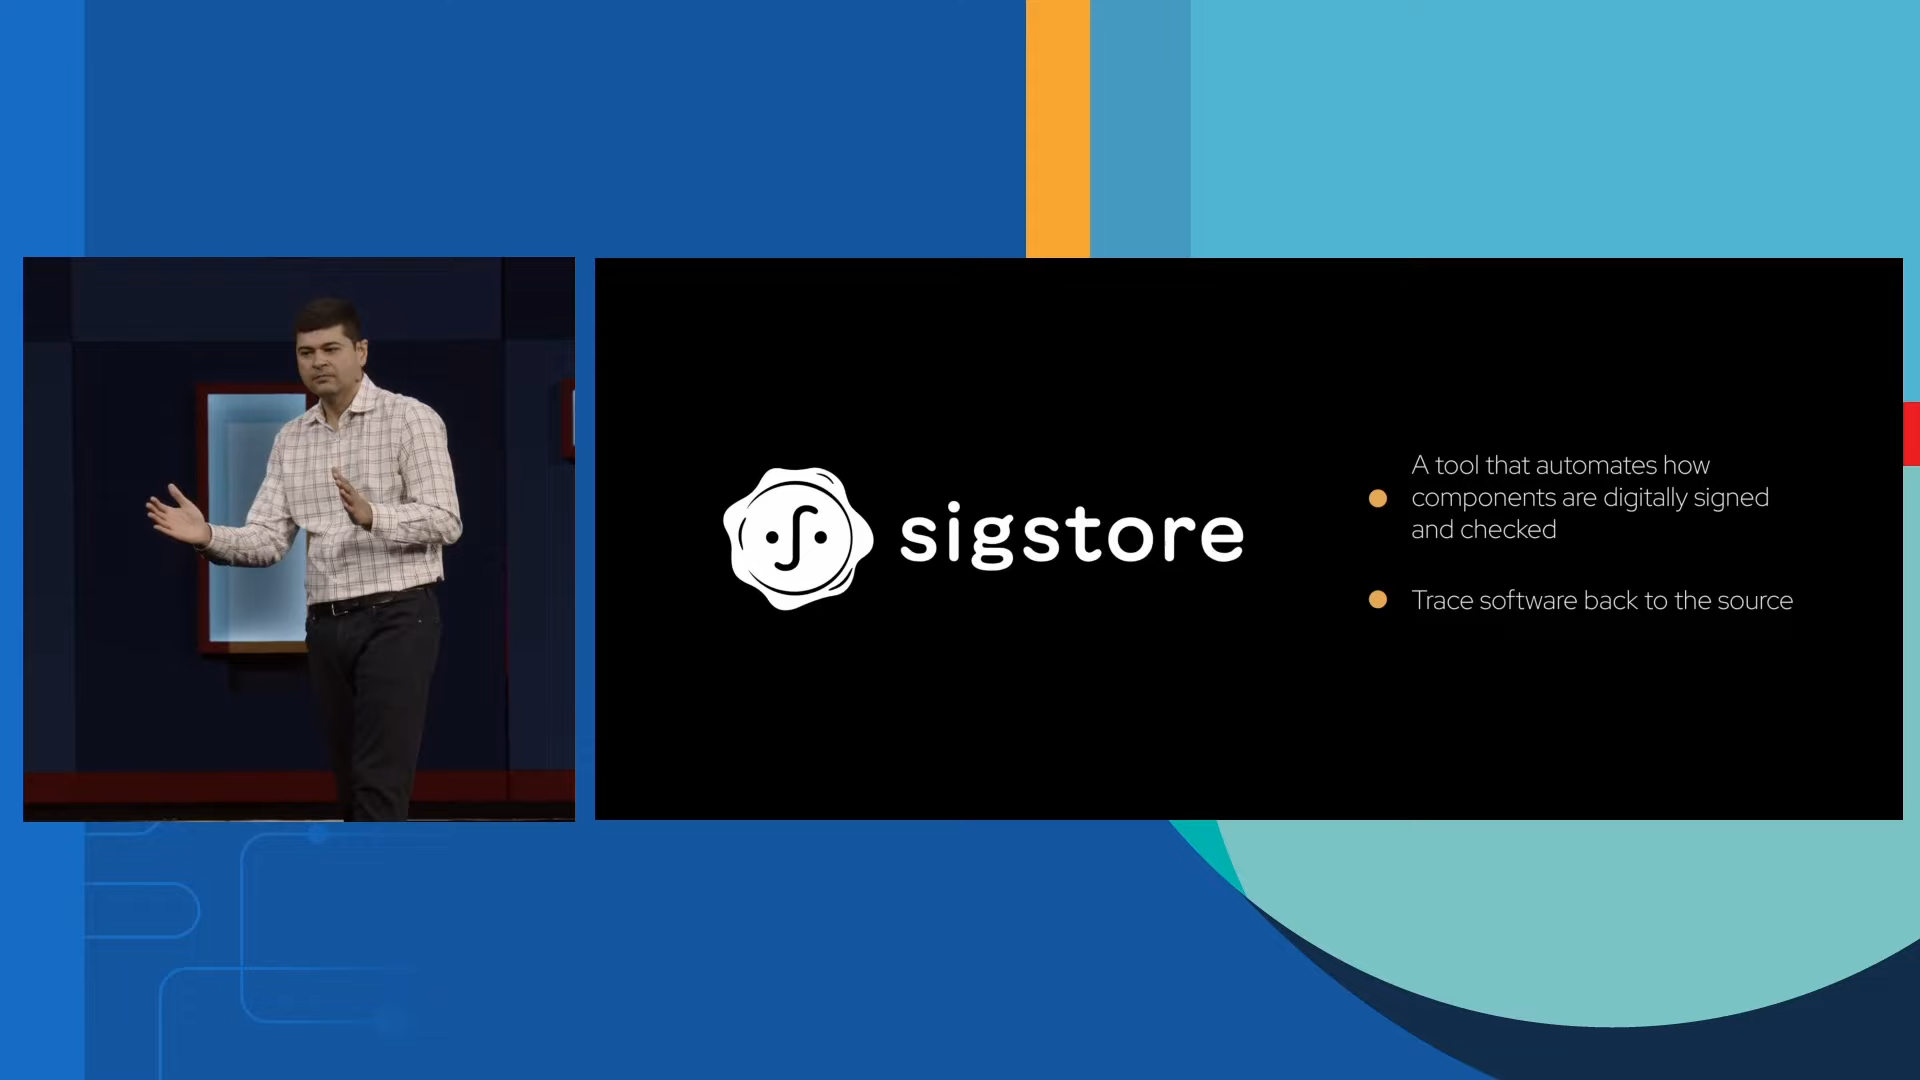 sigstore
A tool that automates how
components are digitally signed
and checked
Trace software back to the source